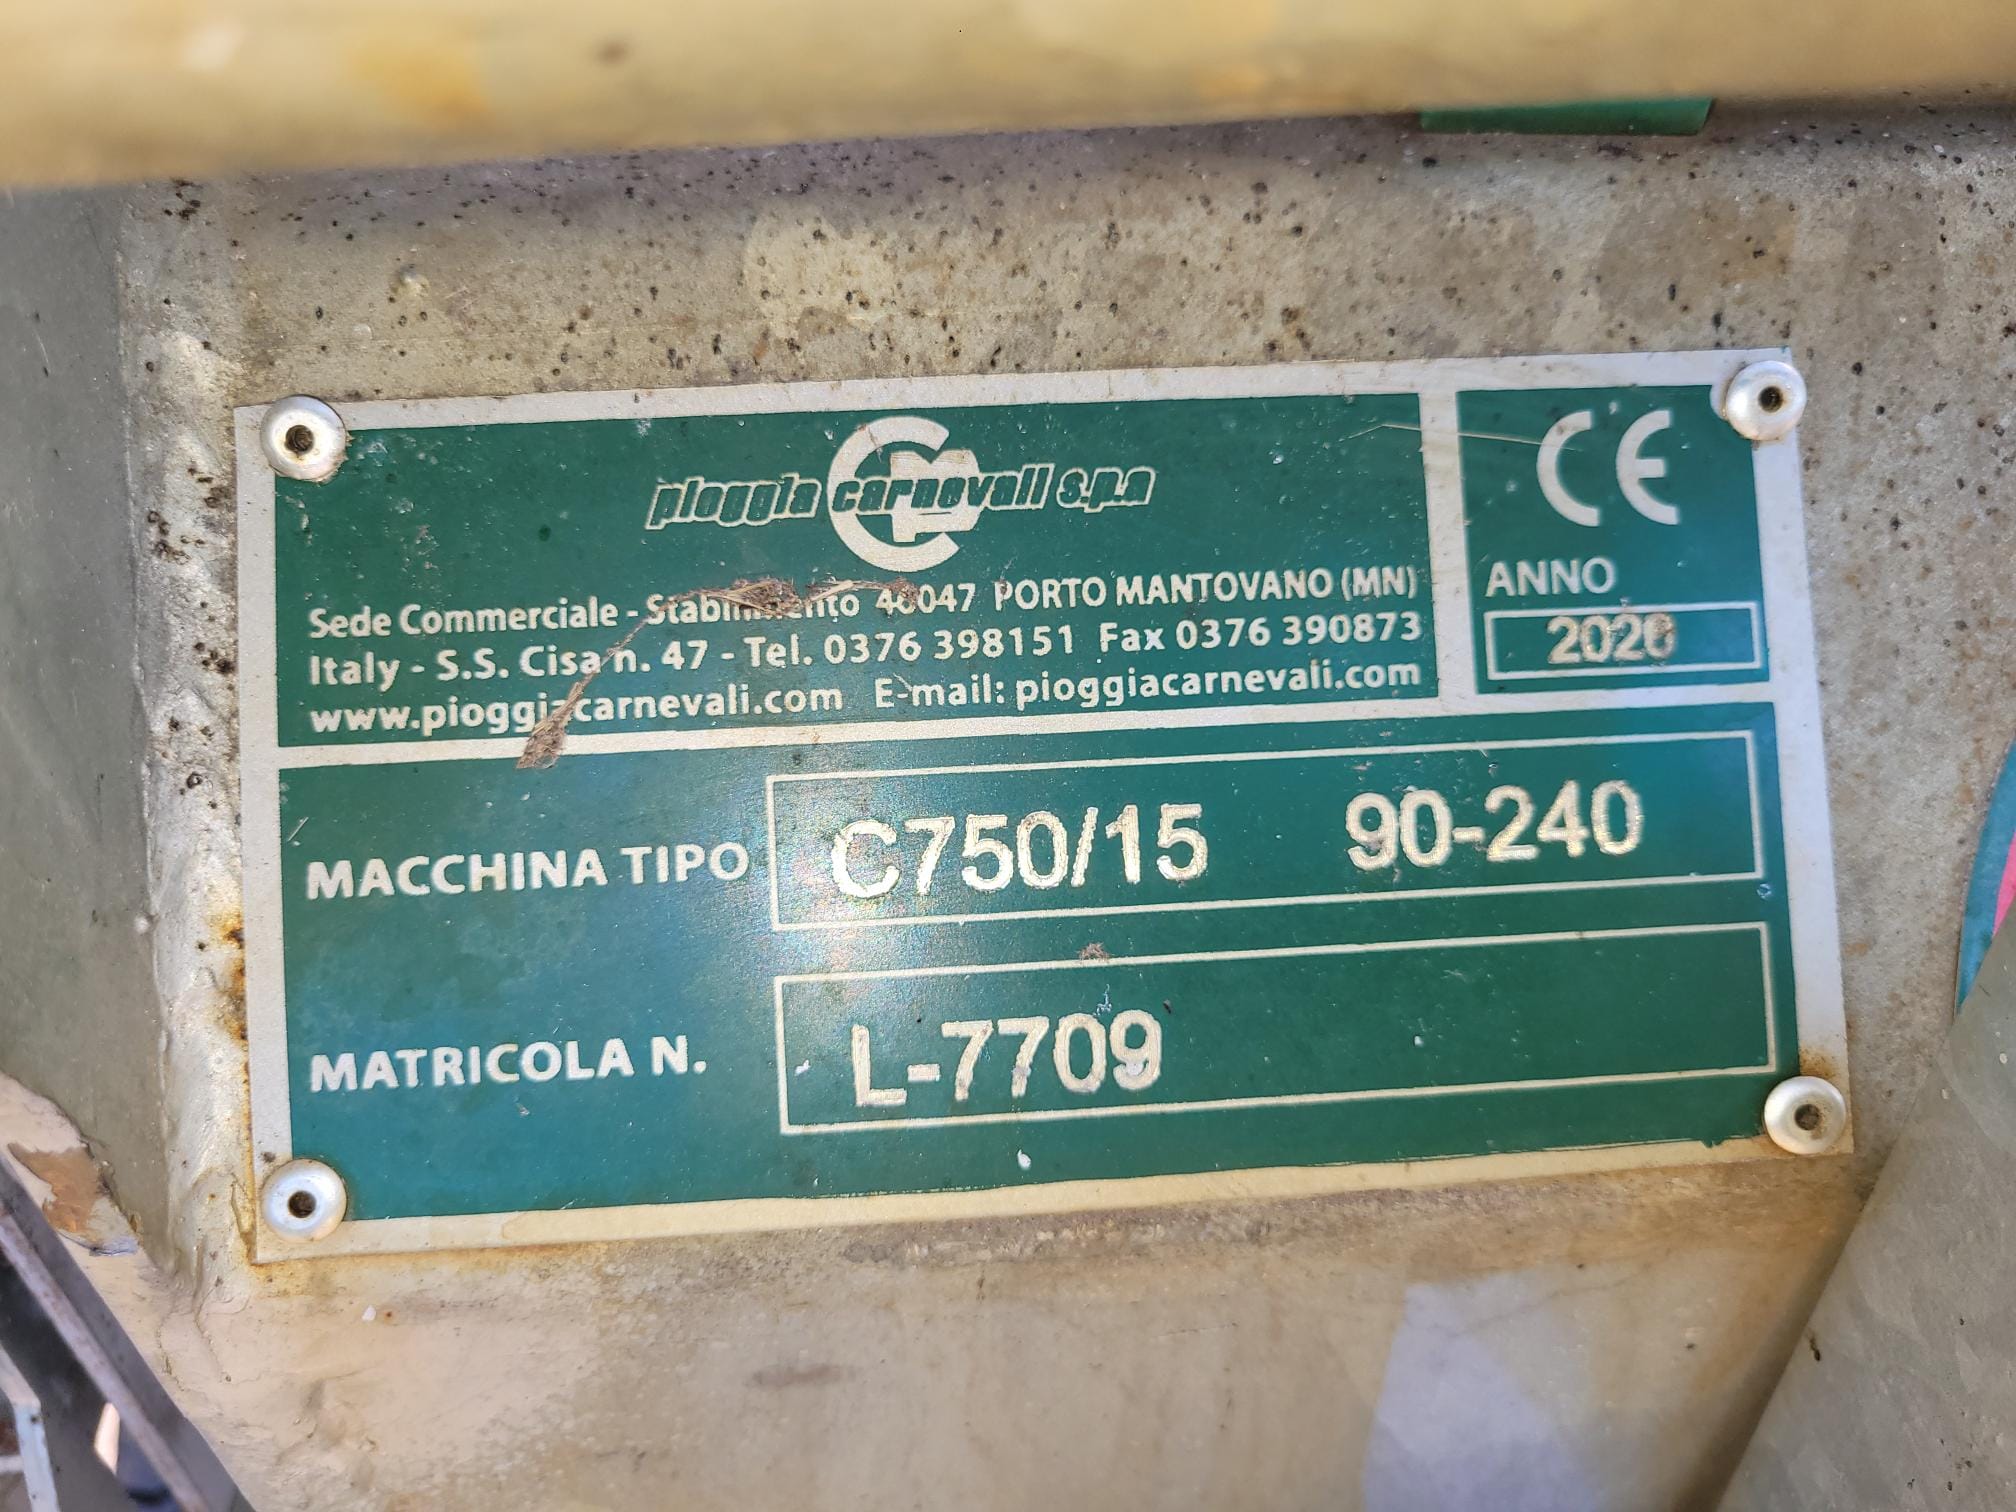 pioggia carnevali s.p.a
Sede Commerciale - Stabilimento 46047 PORTO MANTOVANO (MN)
Italy - S.S. Cisa n. 47 - Tel. 0376 398151 Fax 0376 390873
www.pioggiacarnevali.com E-mail: pioggiacarnevali.com
CE
ANNO
2020
MACCHINA TIPO C750/15 90-240
MATRICOLA N. L-7709